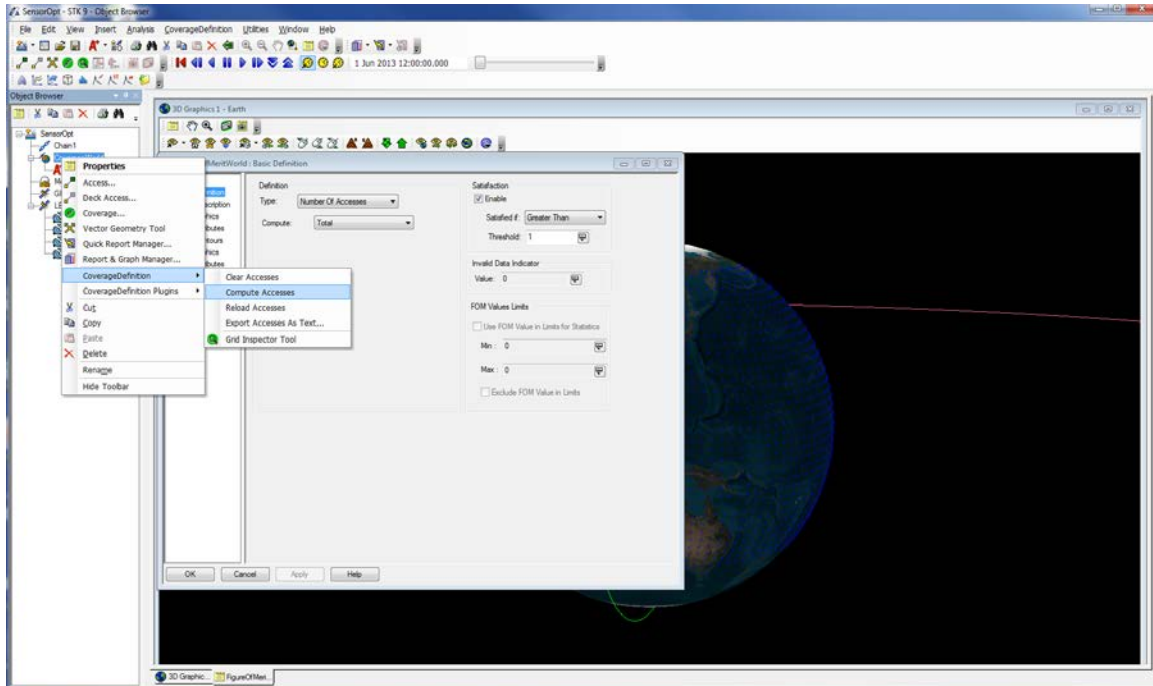 SensorOpt - STK 9 - Object Browser
File Edit View Insert Analysis CoverageDefinition Utilities Window Help
1 Jun 2013 12:00:00.000
Object Browser
3D Graphics 1 - Earth
SensorOpt
Chain1
MeritWorld : Basic Definition
Properties
Access...
Deck Access...
Coverage...
Vector Geometry Tool
Quick Report Manager...
Report & Graph Manager...
CoverageDefinition
CoverageDefinition Plugins
Cut
Copy
Paste
Delete
Rename
Hide Toolbar
Clear Accesses
Compute Accesses
Reload Accesses
Export Accesses As Text...
Grid Inspector Tool
Definition
Type: Number Of Accesses
Compute: Total
Satisfaction
Enable
Satisfied if: Greater Than
Threshold: 1
Invalid Data Indicator
Value: 0
FOM Values Limits
Use FOM Value in Limits for Statistics
Min : 0
Max : 0
Exclude FOM Value in Limits
OK Cancel Apply Help
3D Graphic... FigureOfMeri...